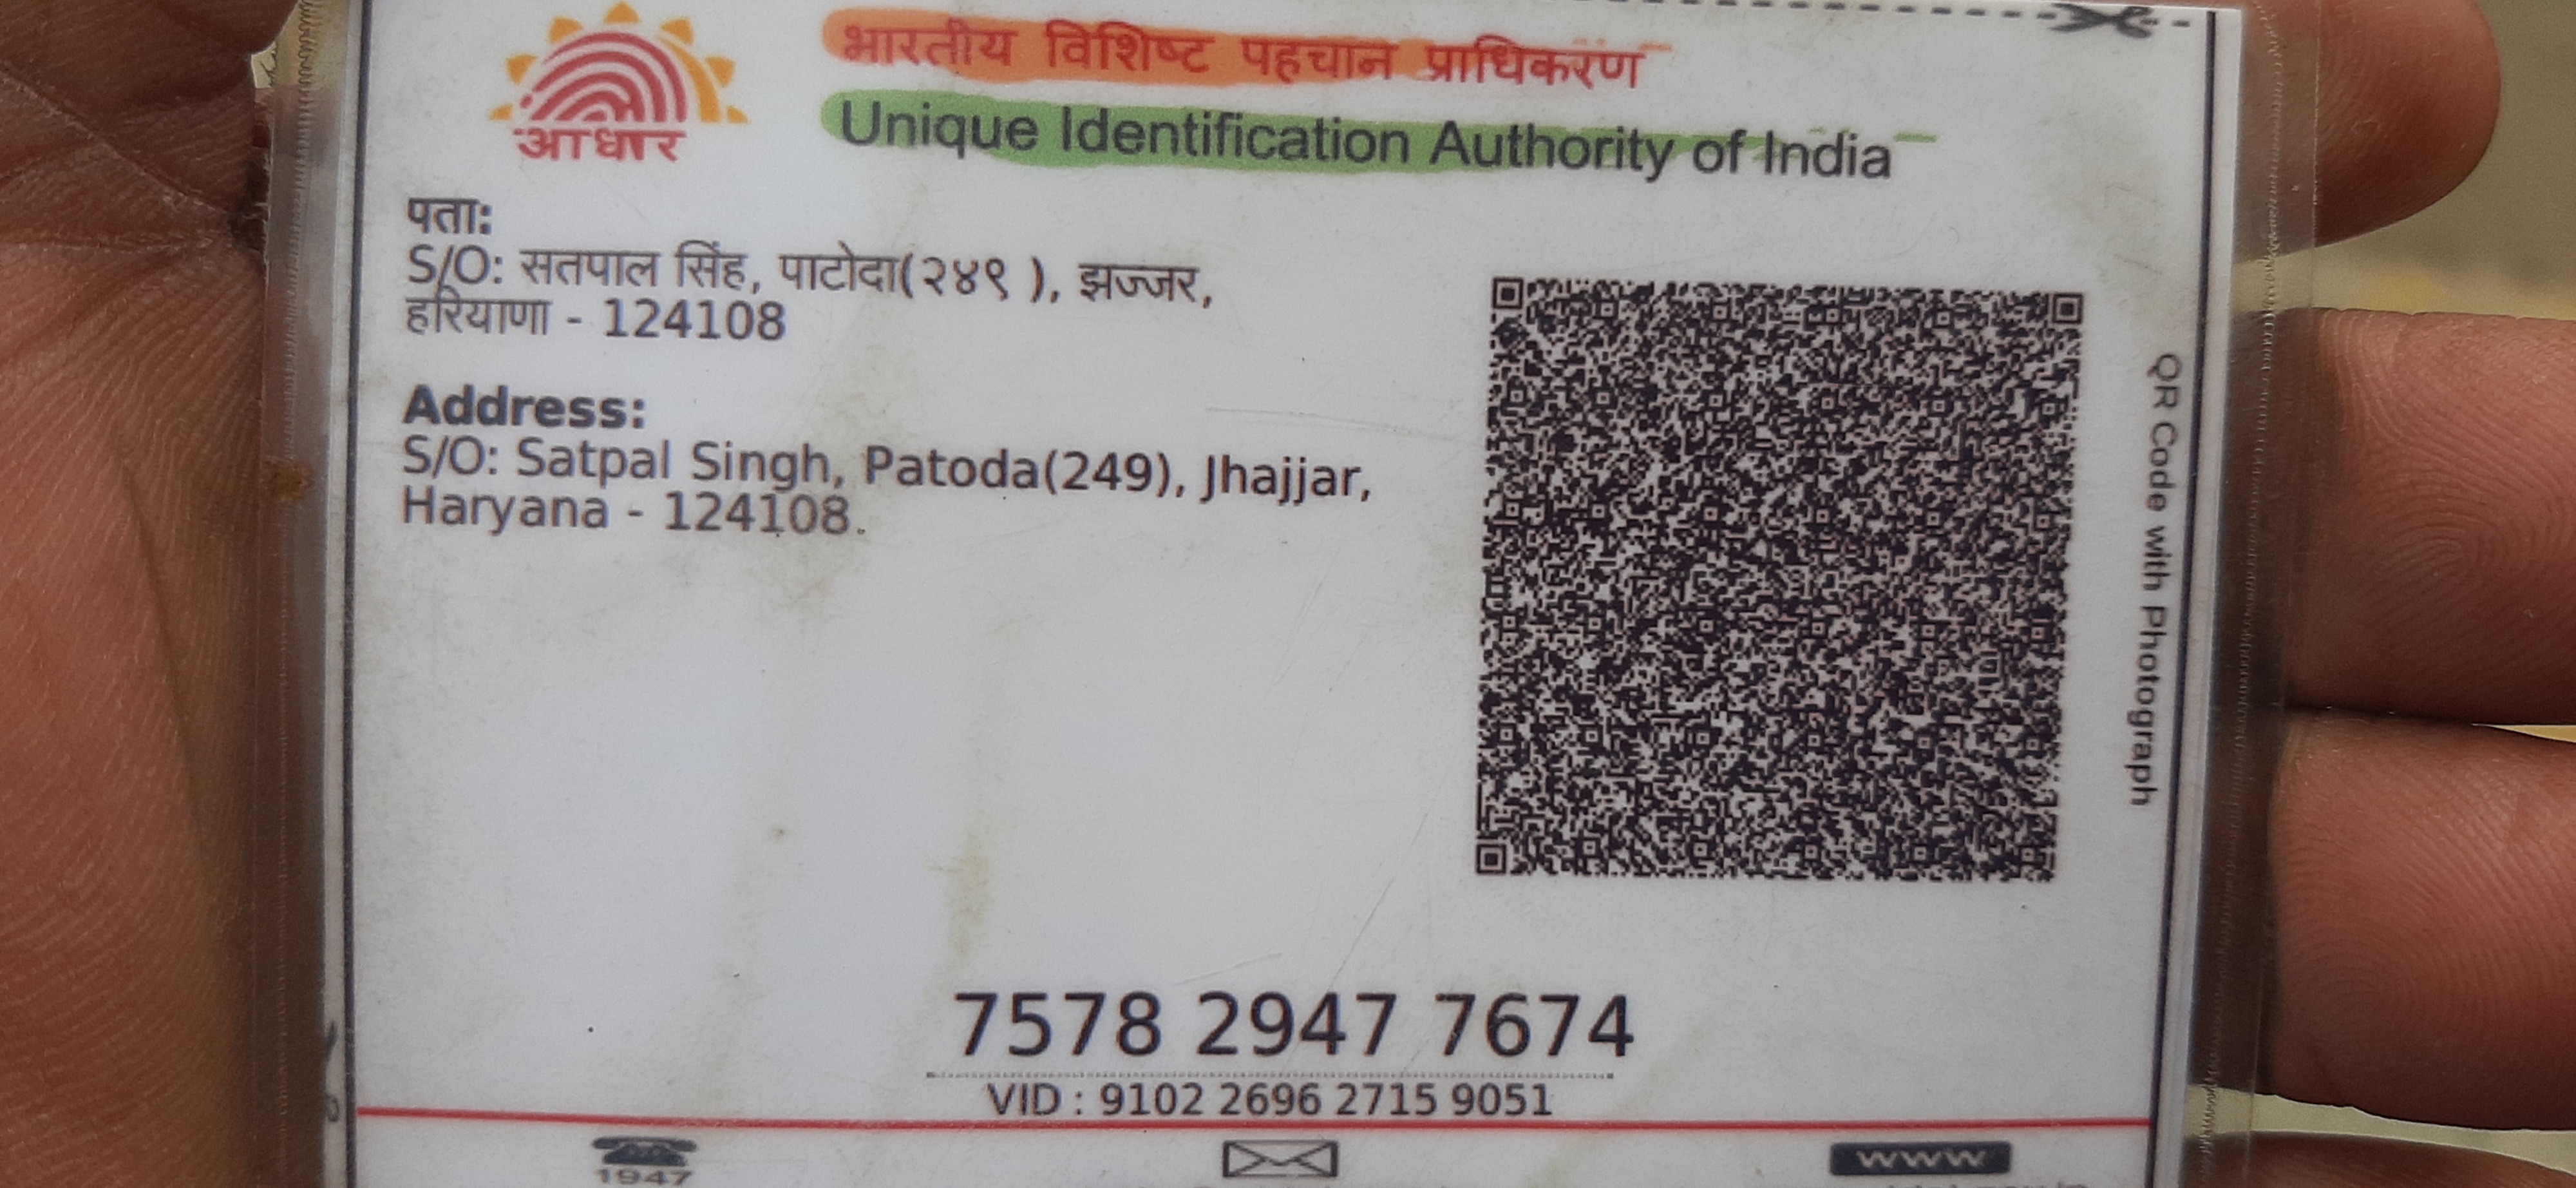 भारतीय विशिष्ट पहचान प्राधिकरण
Unique Identification Authority of India
आधार
पता:
S/O: सतपाल सिंह, पाटोदा(२४९ ), झज्जर,
हरियाणा - 124108
Address:
S/O: Satpal Singh, Patoda(249), Jhajjar,
Haryana - 124108
QR Code with Photograph
7578 2947 7674
VID : 9102 2696 2715 9051
1947
www